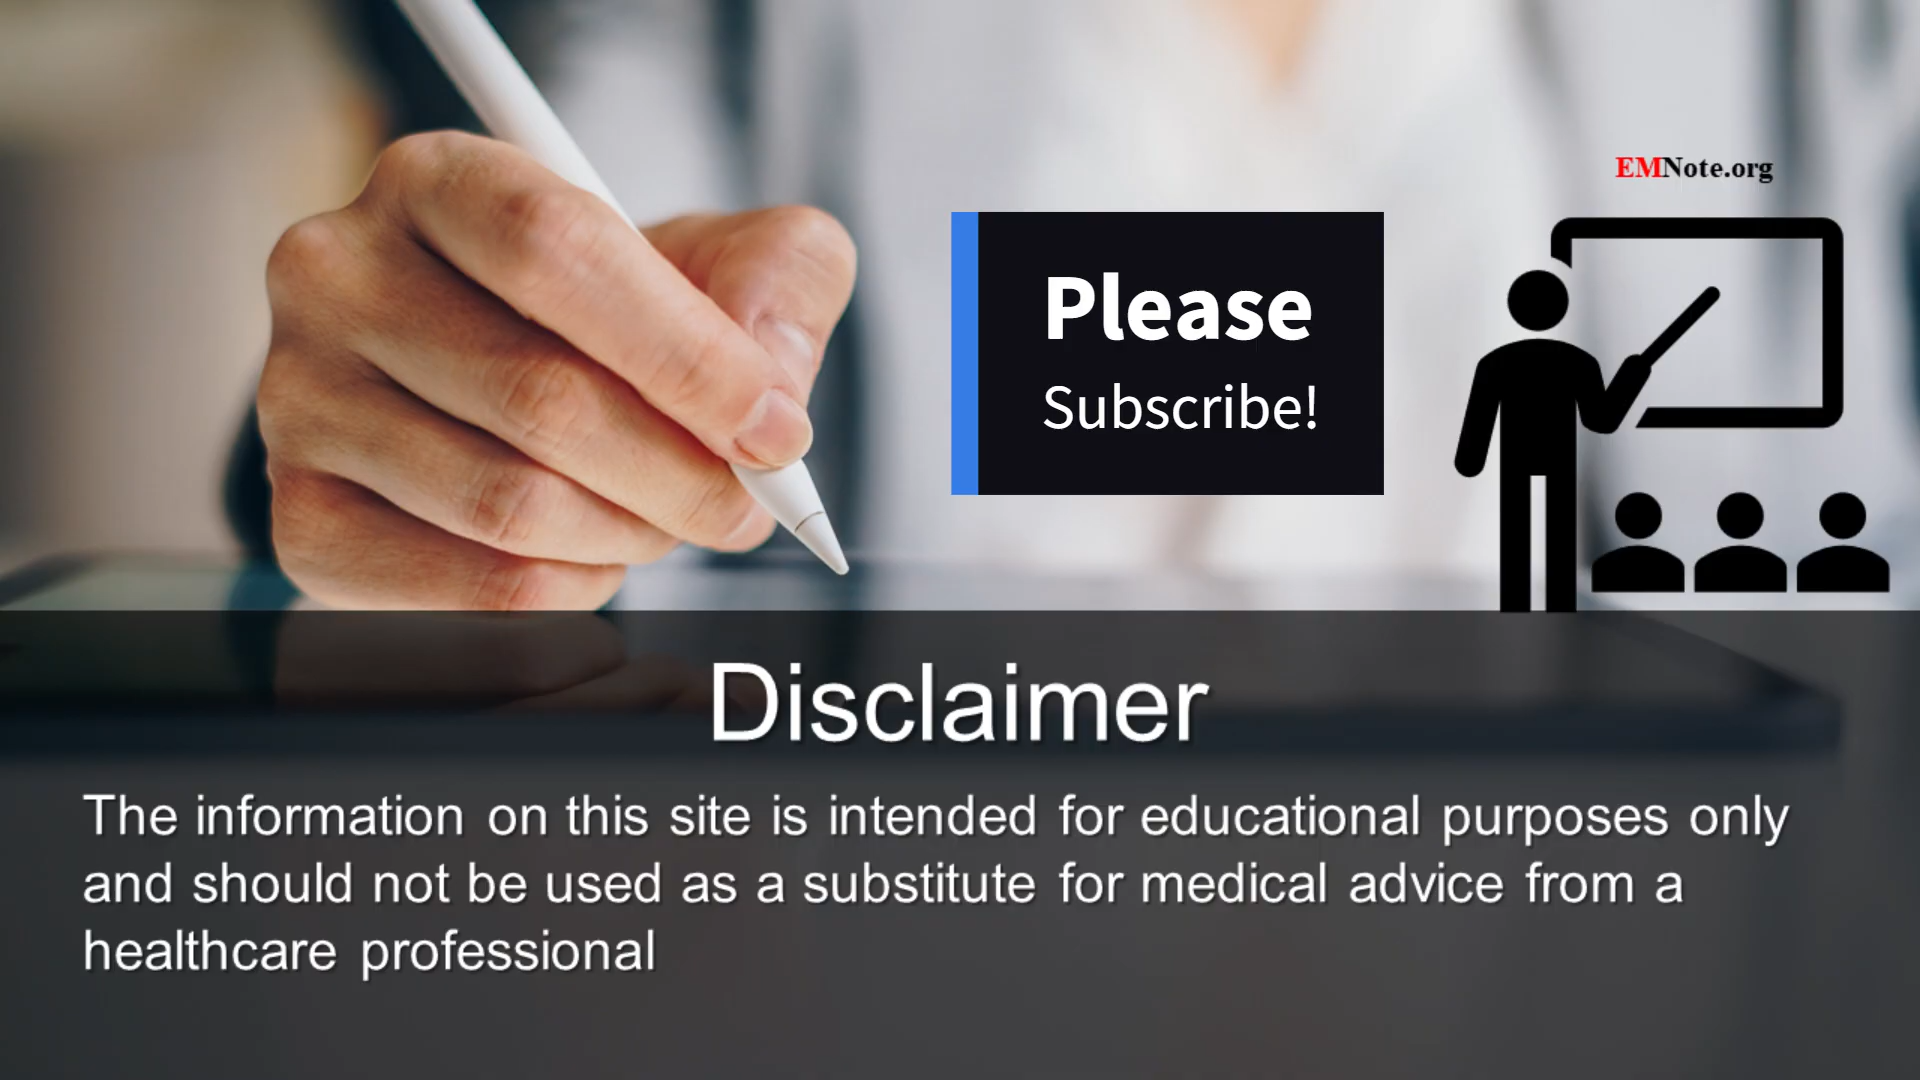 EMNote.org
Please
Subscribe!
Disclaimer
The information on this site is intended for educational purposes only
and should not be used as a substitute for medical advice from a
healthcare professional